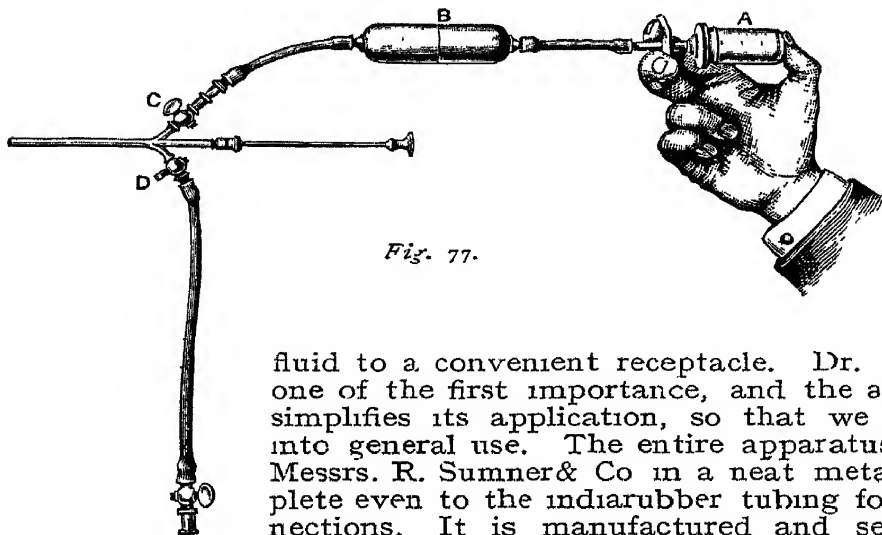 B
A
C
D
Fig. 77.
fluid to a convenient receptacle. Dr.
one of the first importance, and the a
simplifies its application, so that we
into general use. The entire apparatus
Messrs. R. Sumner& Co in a neat meta
plete even to the indiarubber tubing fo
nections. It is manufactured and se